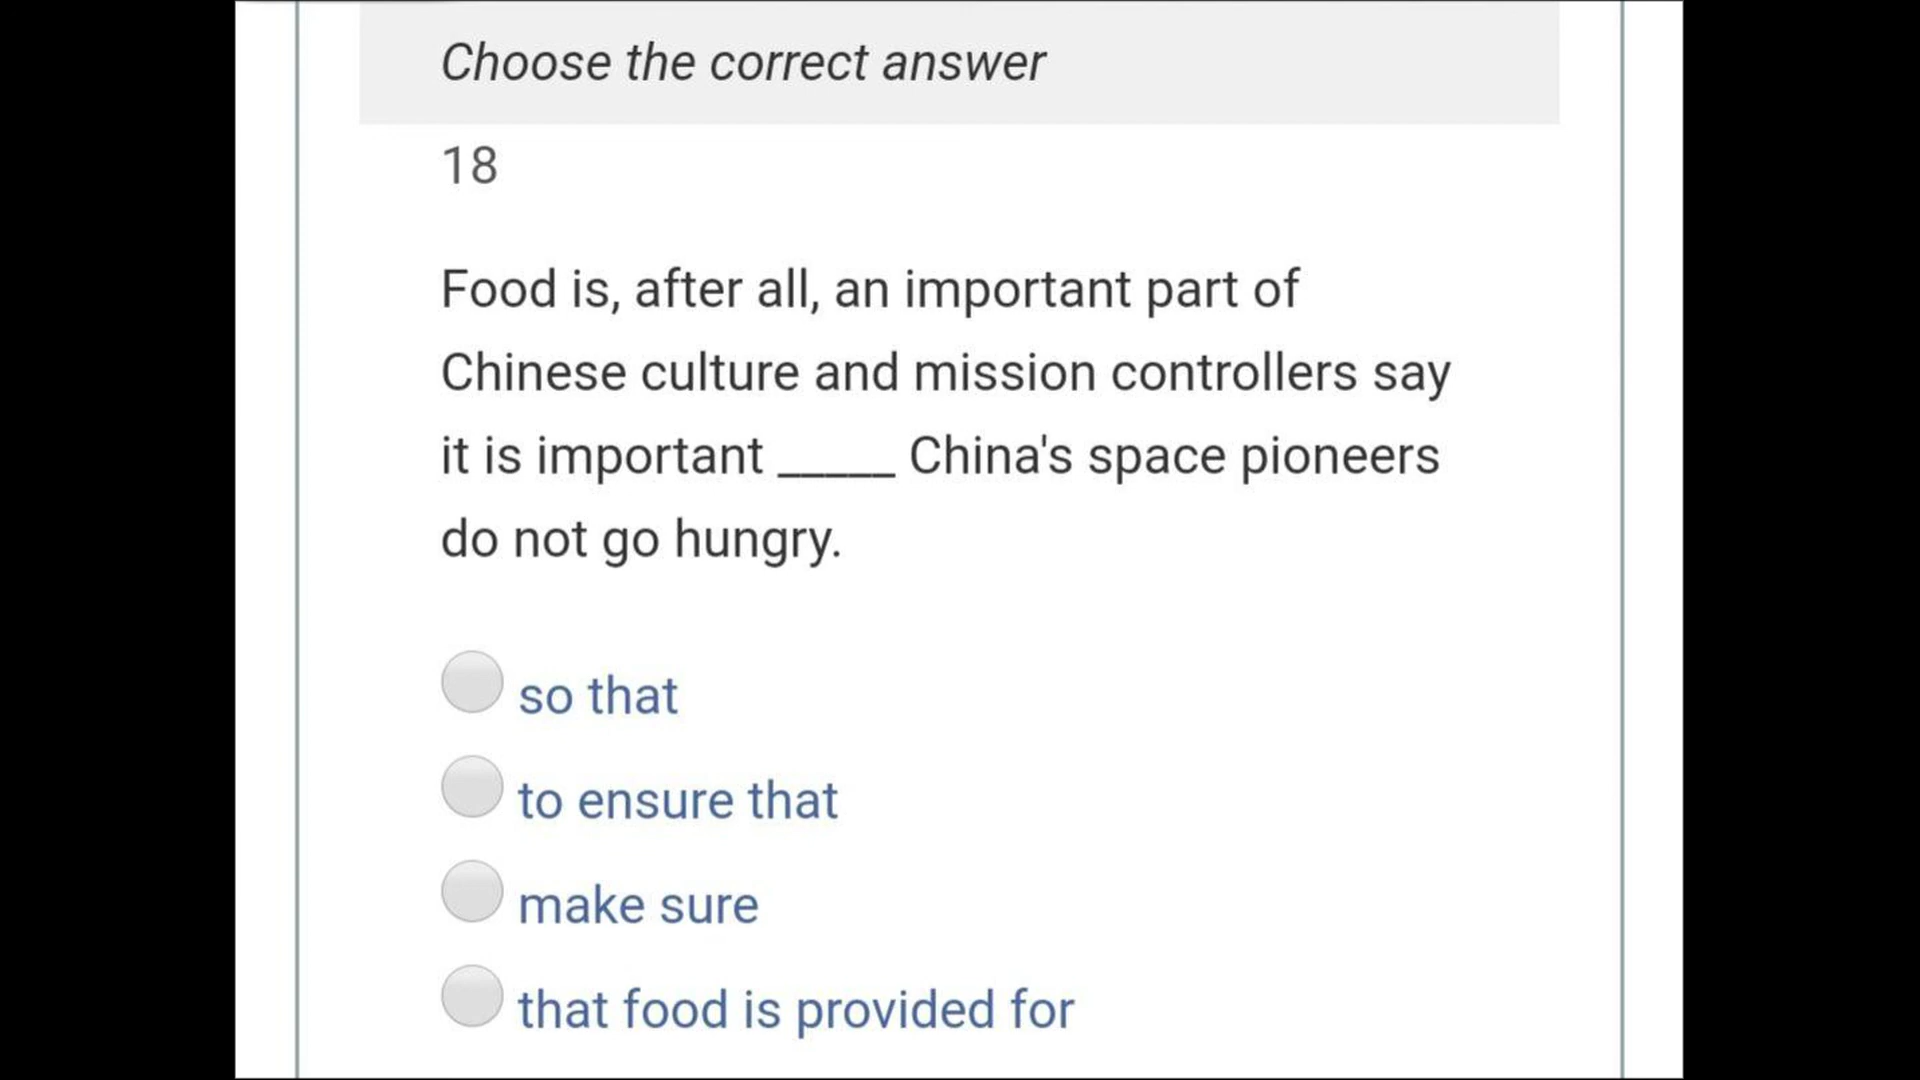 Choose the correct answer
18
Food is, after all, an important part of
Chinese culture and mission controllers say
it is important _____ China's space pioneers
do not go hungry.
so that
to ensure that
make sure
that food is provided for